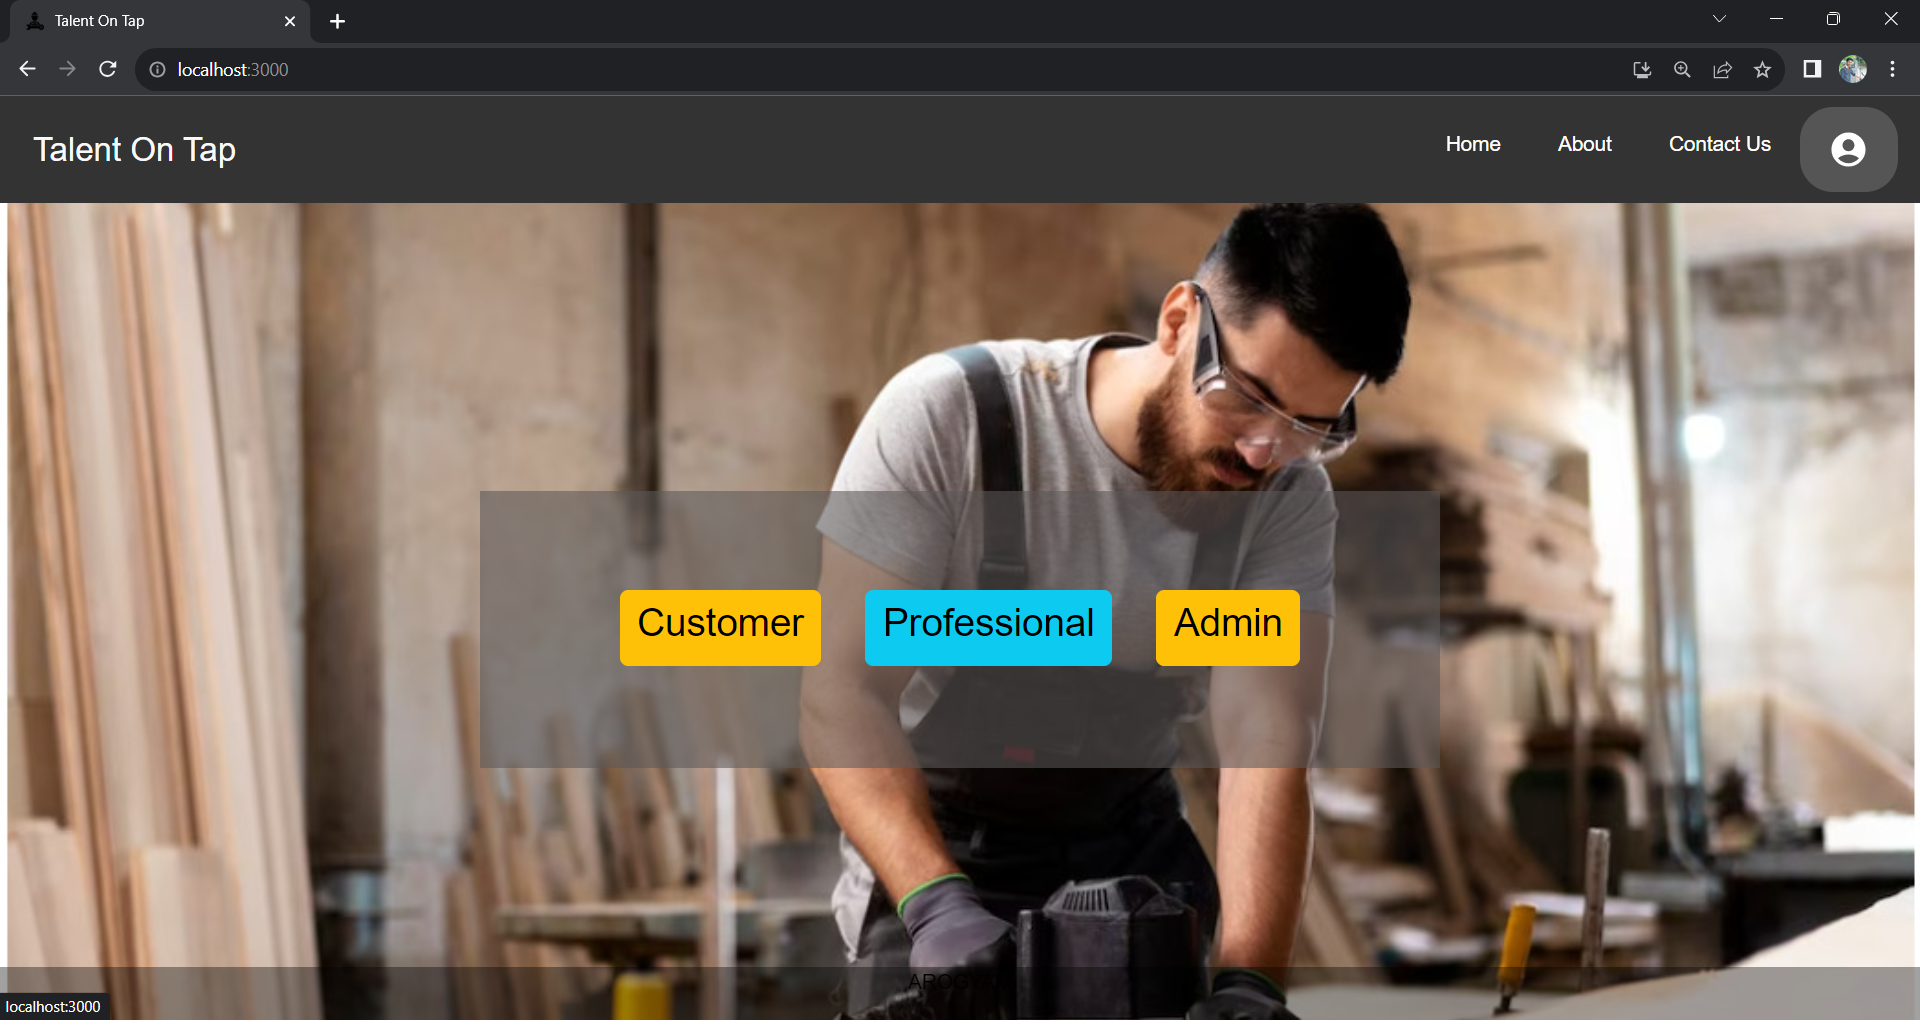 Talent On Tap
localhost:3000
Talent On Tap
Home About Contact Us
Customer Professional Admin
localhost:3000